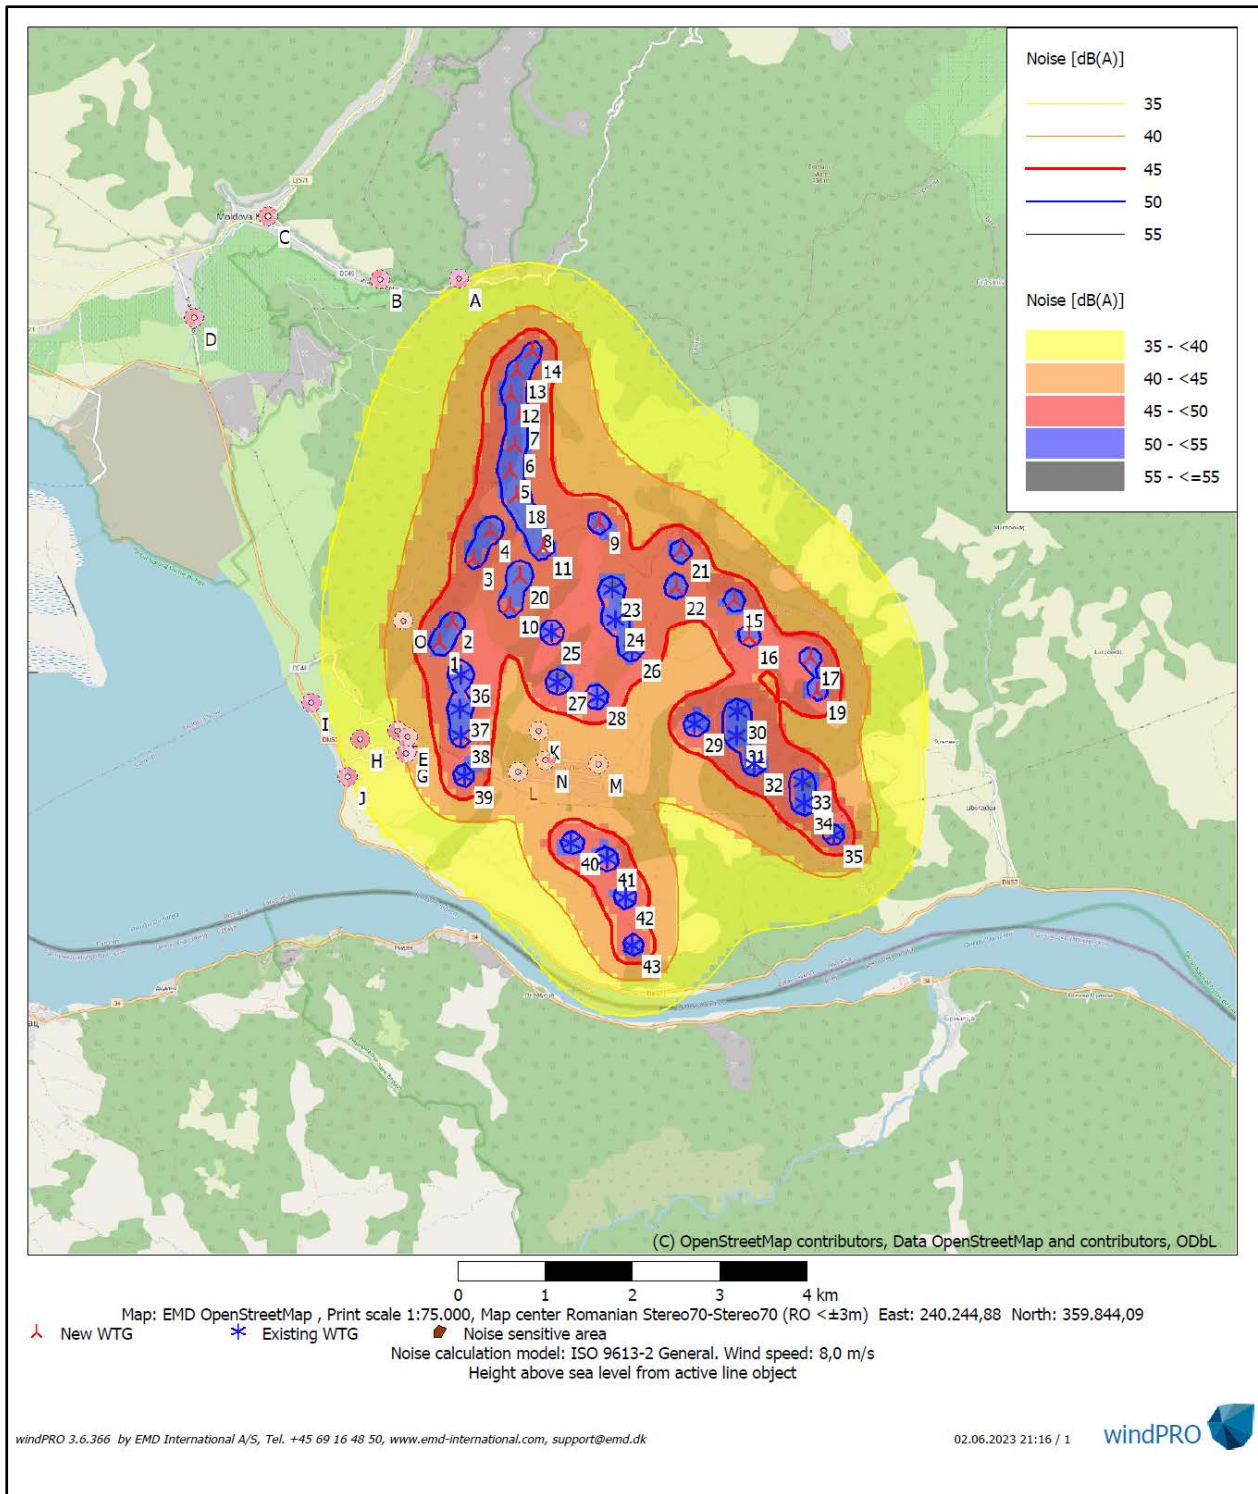 Noise [dB(A)]
35
40
45
50
55
Noise [dB(A)]
35 - <40
40 - <45
45 - <50
50 - <55
55 - <=55
Moldova
C
B
A
D
14
13
12
7
6
5
18
8
9
4
11
3
21
20
23
22
O
2
10
15
24
1
25
16
26
36
17
27
I
28
19
37
K
29
30
E
38
31
H
G
N
M
32
J
L
39
33
34
40
35
41
42
43
DN57
34
34
34
(C) OpenStreetMap contributors, Data OpenStreetMap and contributors, ODbL
0 1 2 3 4 km
Map: EMD OpenStreetMap , Print scale 1:75.000, Map center Romanian Stereo70-Stereo70 (RO <±3m) East: 240.244,88 North: 359.844,09
New WTG Existing WTG Noise sensitive area
Noise calculation model: ISO 9613-2 General. Wind speed: 8,0 m/s
Height above sea level from active line object
windPRO 3.6.366 by EMD International A/S, Tel. +45 69 16 48 50, www.emd-international.com, support@emd.dk
02.06.2023 21:16 / 1
windPRO